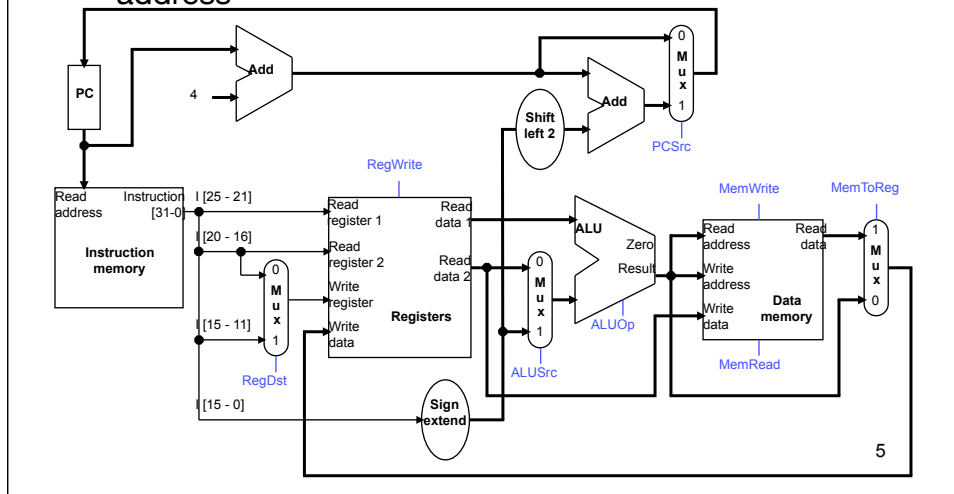 address
PC
4
Add
Shift
left 2
Add
0
M
u
x
1
PCSrc
Read
address
Instruction
[31-0]
Instruction
memory
I [25 - 21]
I [20 - 16]
I [15 - 11]
I [15 - 0]
0
M
u
x
1
RegDst
RegWrite
Read
register 1
Read
register 2
Write
register
Write
data
Read
data 1
Read
data 2
Registers
Sign
extend
0
M
u
x
1
ALUSrc
ALU
Zero
Result
ALUOp
MemWrite
Read
address
Write
address
Write
data
Read
data
Data
memory
MemRead
MemToReg
1
M
u
x
0
5